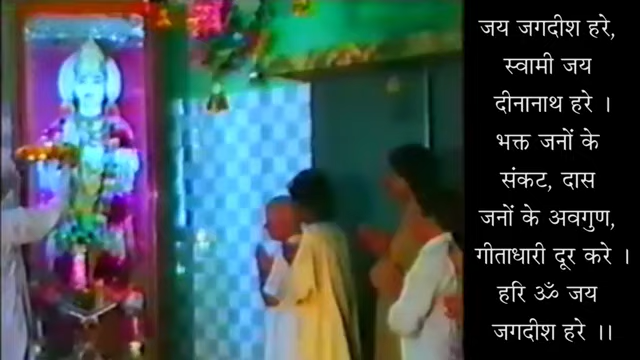 जय जगदीश हरे,
स्वामी जय
दीनानाथ हरे ।
भक्त जनों के
संकट, दास
जनों के अवगुण,
गीताधारी दूर करे ।
हरि ॐ जय
जगदीश हरे ।।